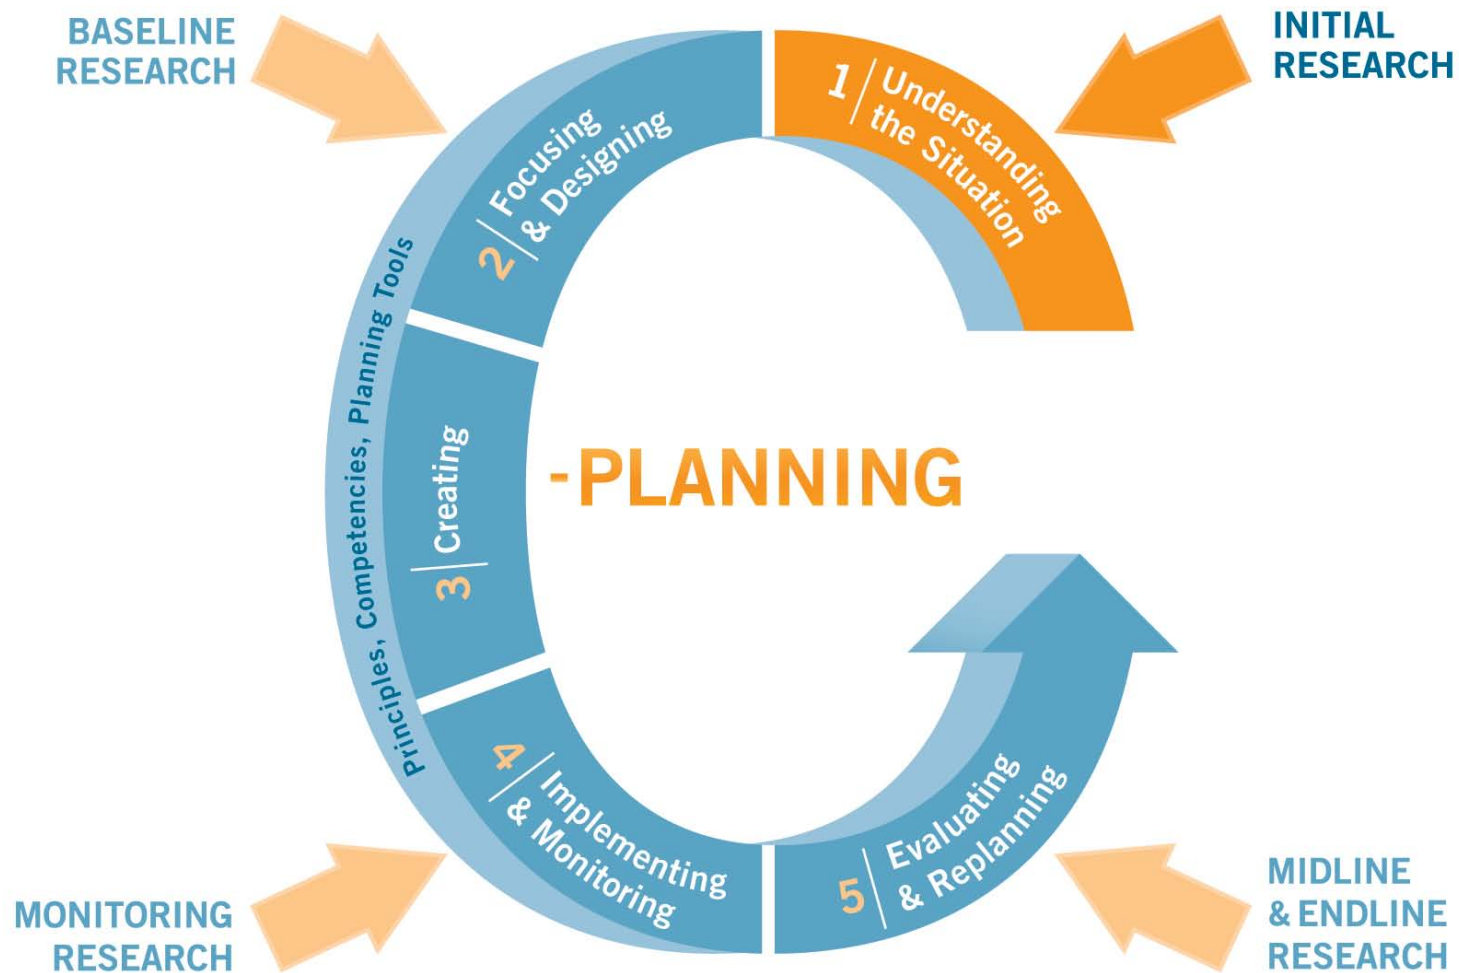 BASELINE
RESEARCH
INITIAL
RESEARCH
1 Understanding
the Situation
2 Focusing
& Designing
3 Creating
4 Implementing
& Monitoring
5 Evaluating
& Replanning
Principles, Competencies, Planning Tools
-PLANNING
MONITORING
RESEARCH
MIDLINE
& ENDLINE
RESEARCH